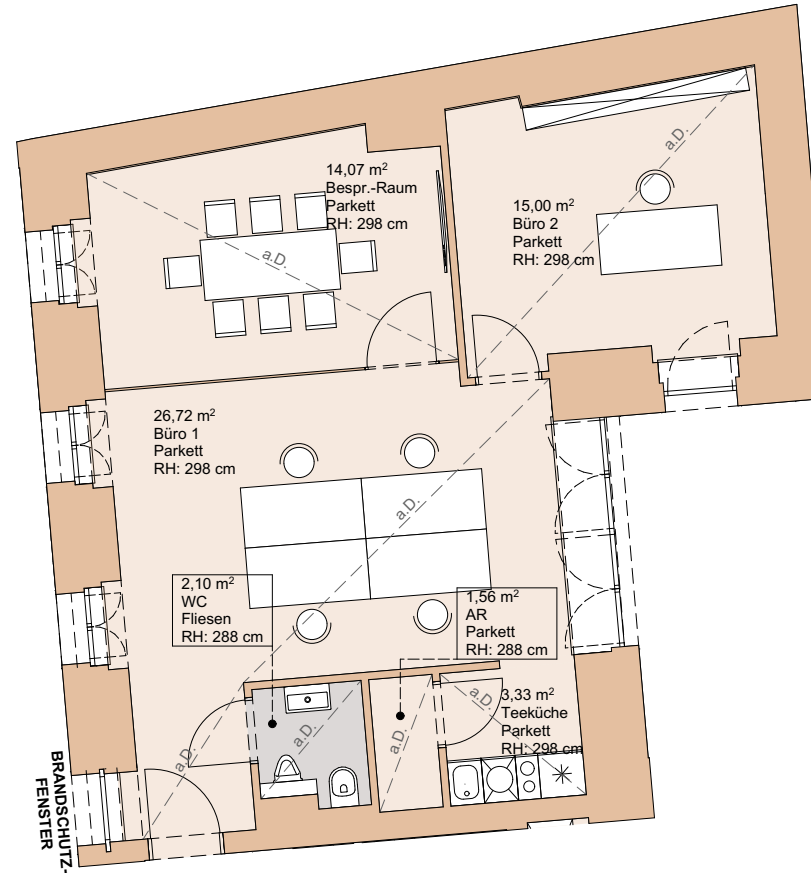 14,07 m²
Bespr.-Raum
Parkett
RH: 298 cm
a.D.
15,00 m²
Büro 2
Parkett
RH: 298 cm
a.D.
26,72 m²
Büro 1
Parkett
RH: 298 cm
a.D.
2,10 m²
WC
Fliesen
RH: 288 cm
1,56 m²
AR
Parkett
RH: 288 cm
3,33 m²
Teeküche
Parkett
RH: 298 cm
a.D.
a.D.
a.D.
a.D.
BRANDSCHUTZ-
FENSTER